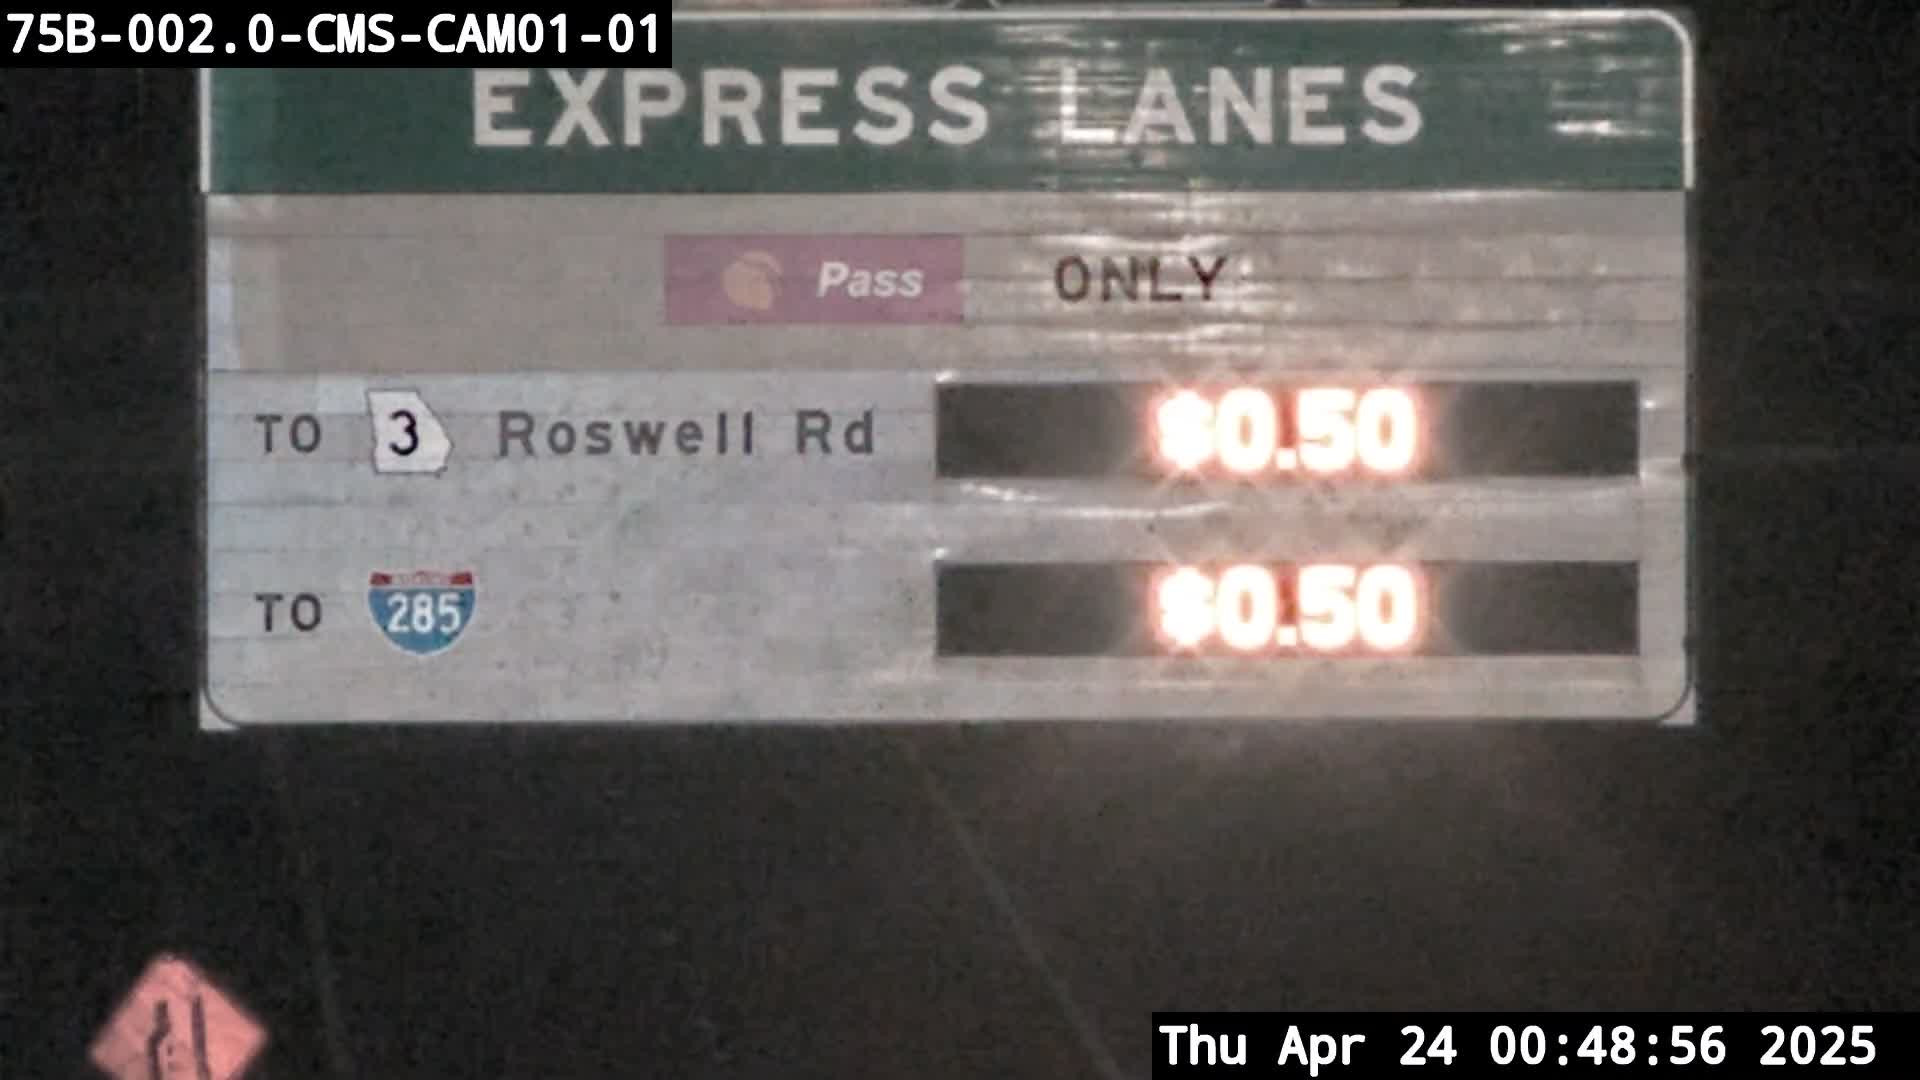 75B-002.0-CMS-CAM01-01
EXPRESS LANES
Pass ONLY
TO 3 Roswell Rd $0.50
TO 285 $0.50
Thu Apr 24 00:48:56 2025